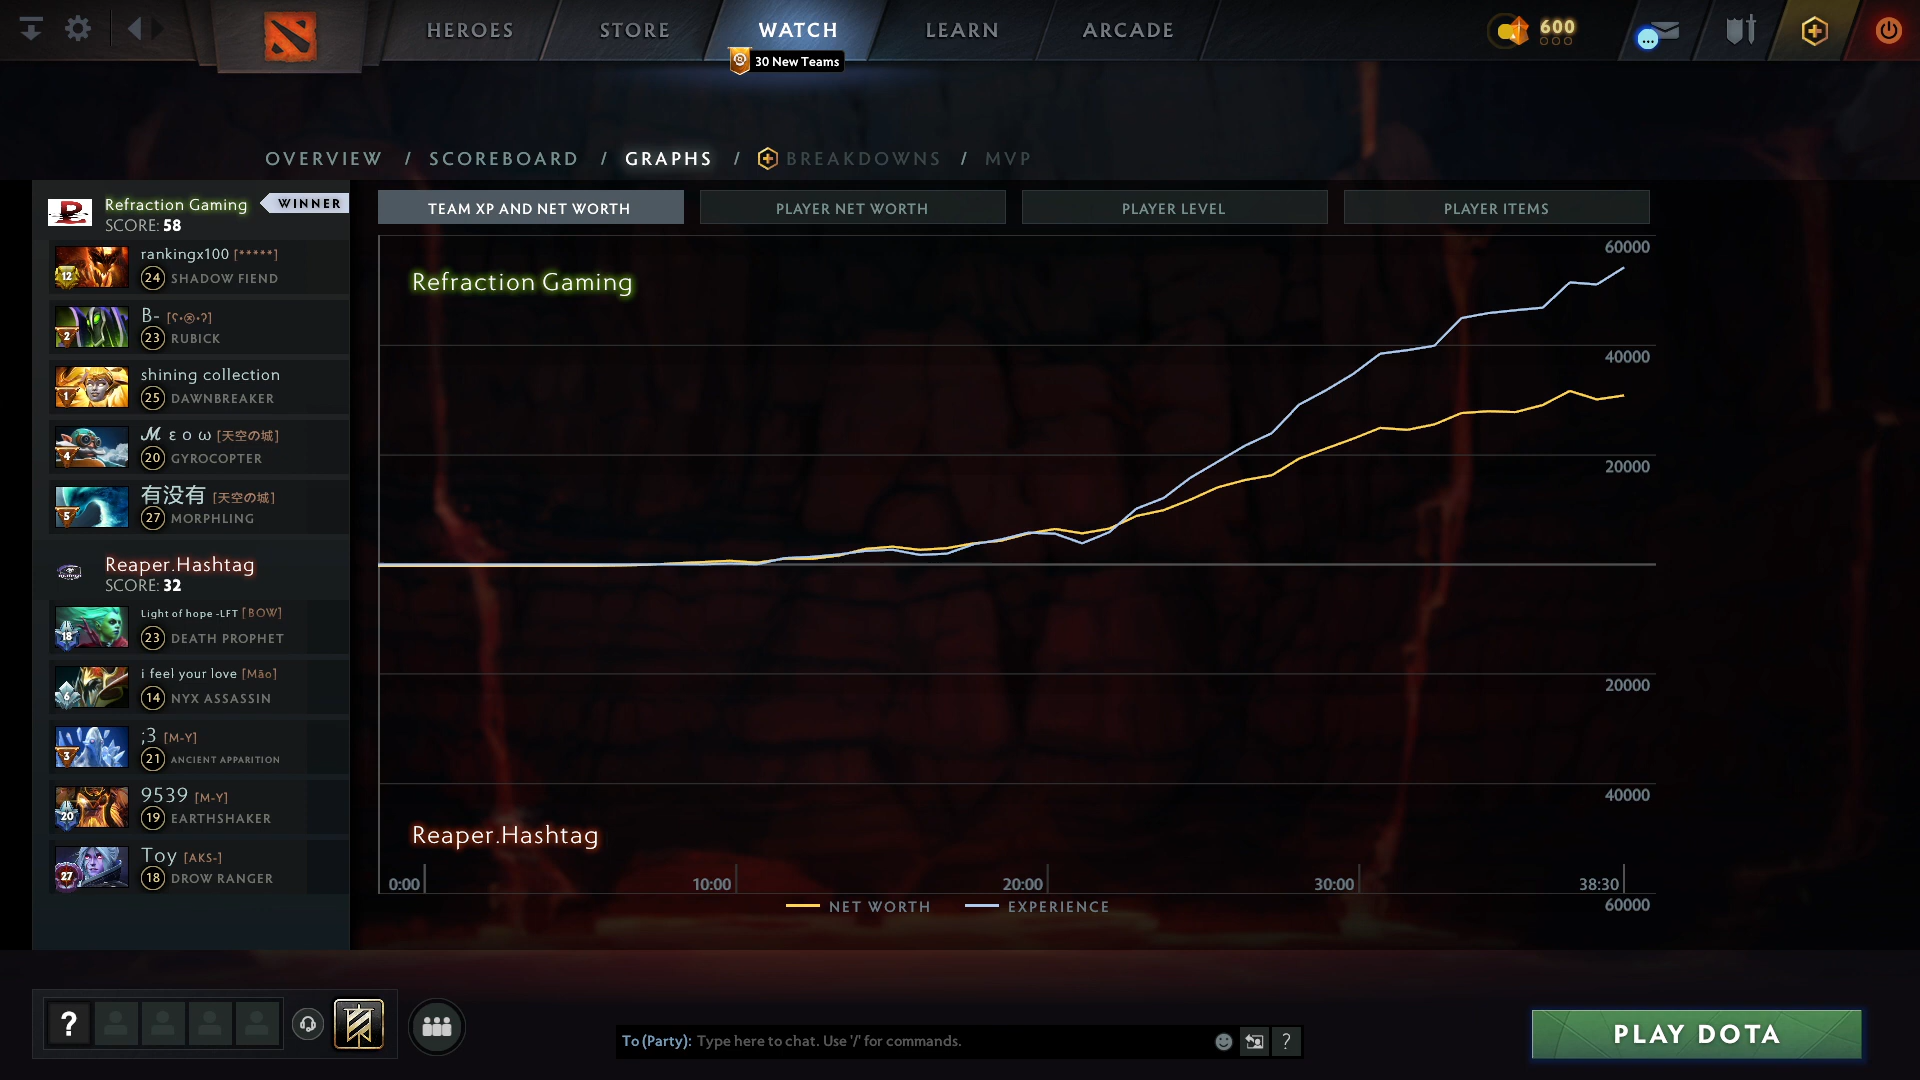 HEROES
STORE
WATCH
LEARN
ARCADE
600
30 New Teams
OVERVIEW / SCOREBOARD / GRAPHS / BREAKDOWNS / MVP
Refraction Gaming
WINNER
SCORE: 58
12
rankingx100 [*****]
24 SHADOW FIEND
2
B- [ʕ•⊛•ʔ]
23 RUBICK
1
shining collection
25 DAWNBREAKER
4
ℳ ε ο ω [天空の城]
20 GYROCOPTER
5
有没有 [天空の城]
27 MORPHLING
Reaper.Hashtag
SCORE: 32
18
Light of hope -LFT [BOW]
23 DEATH PROPHET
6
i feel your love [Mão]
14 NYX ASSASSIN
3
;3 [M-Y]
21 ANCIENT APPARITION
20
9539 [M-Y]
19 EARTHSHAKER
27
Toy [AKS-]
18 DROW RANGER
TEAM XP AND NET WORTH
PLAYER NET WORTH
PLAYER LEVEL
PLAYER ITEMS
Refraction Gaming
60000
40000
20000
20000
40000
Reaper.Hashtag
0:00
10:00
20:00
30:00
38:30
60000
NET WORTH
EXPERIENCE
?
To (Party): Type here to chat. Use '/' for commands.
?
PLAY DOTA